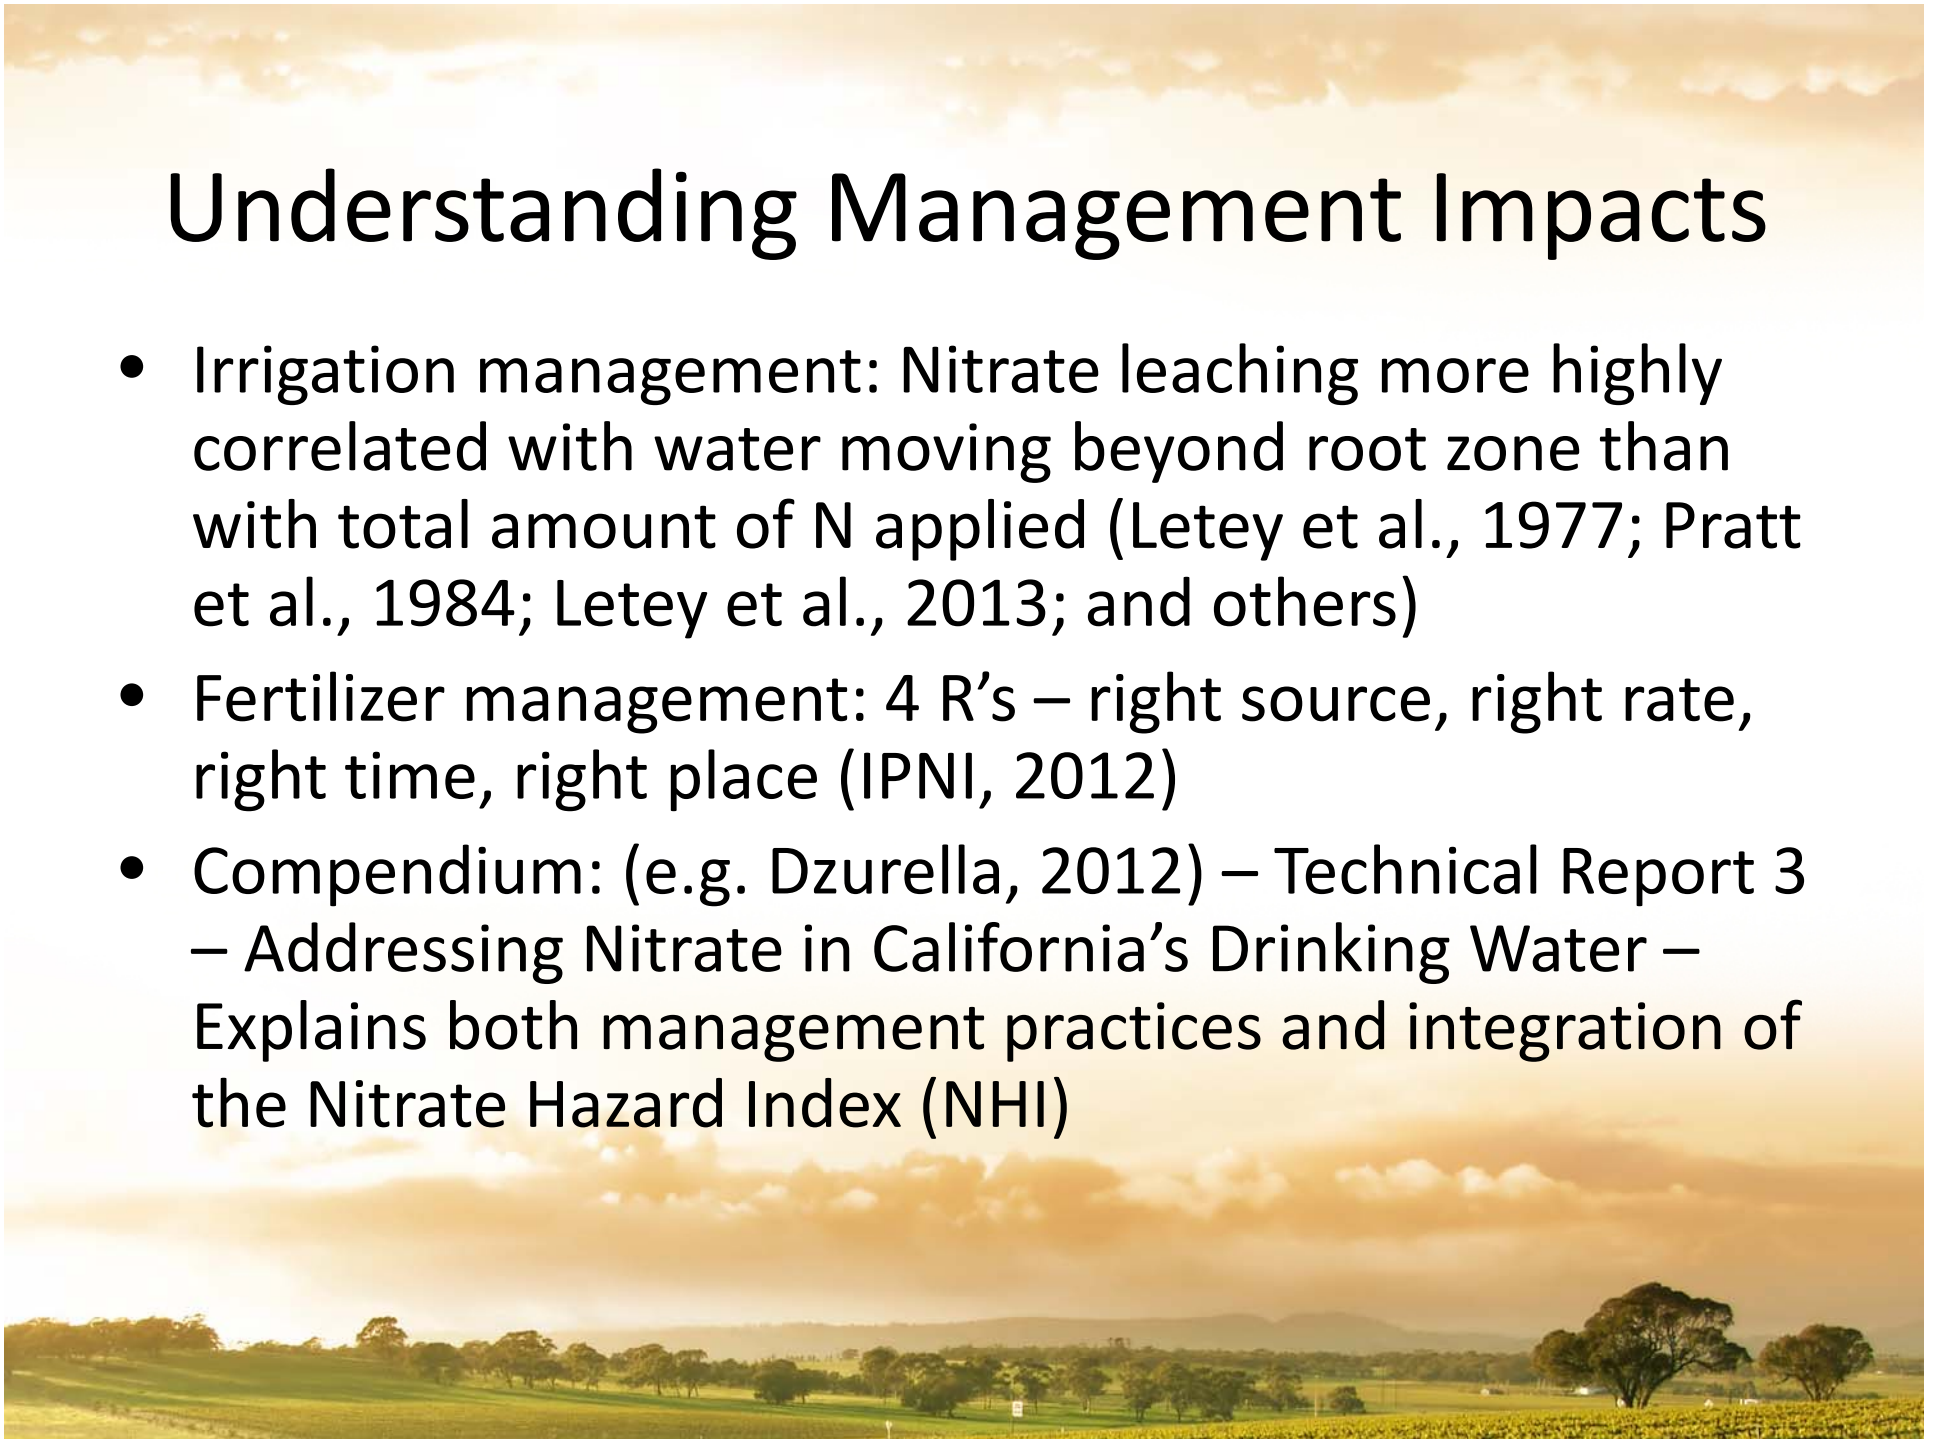 Understanding Management Impacts
• Irrigation management: Nitrate leaching more highly
correlated with water moving beyond root zone than
with total amount of N applied (Letey et al., 1977; Pratt
et al., 1984; Letey et al., 2013; and others)
• Fertilizer management: 4 R’s – right source, right rate,
right time, right place (IPNI, 2012)
• Compendium: (e.g. Dzurella, 2012) – Technical Report 3
– Addressing Nitrate in California’s Drinking Water –
Explains both management practices and integration of
the Nitrate Hazard Index (NHI)